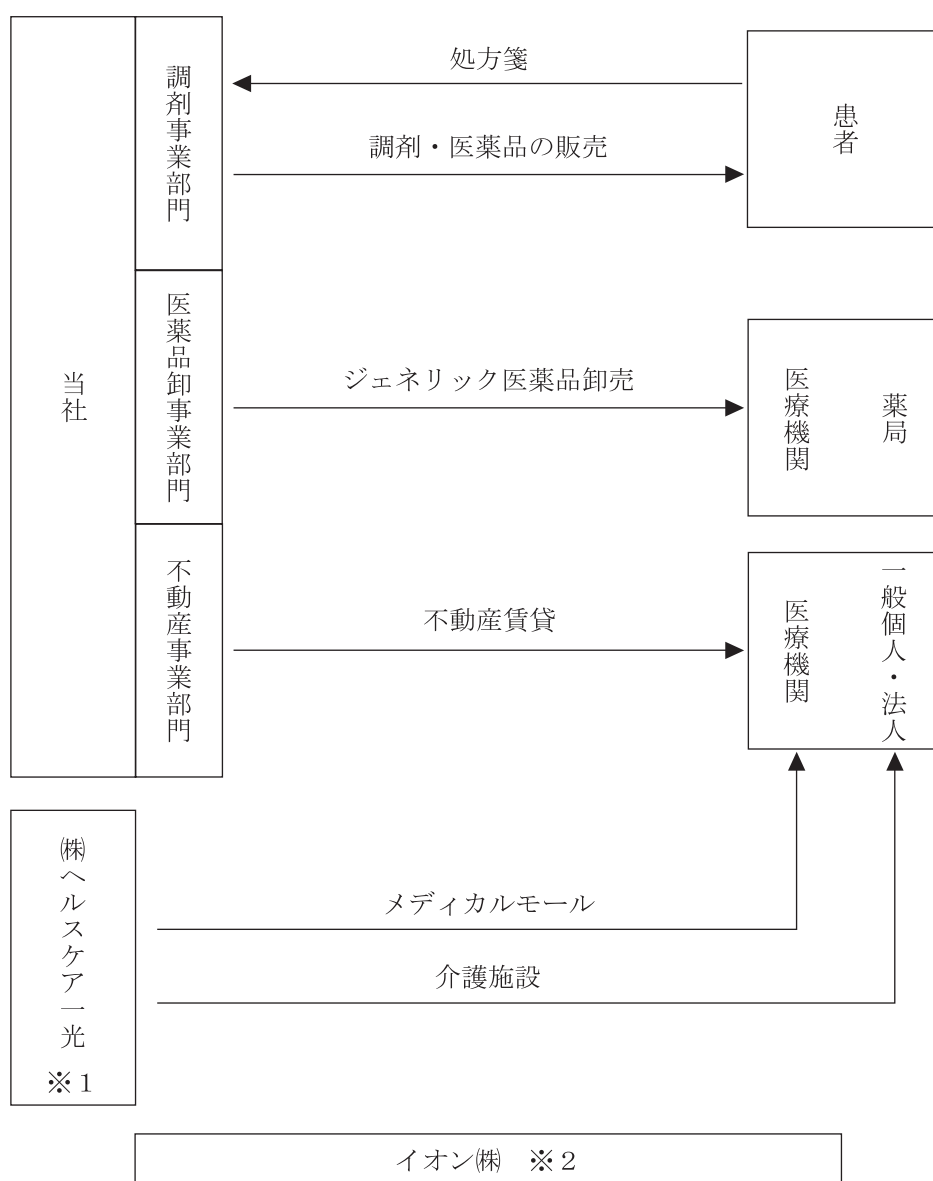 当社
調剤事業部門
処方箋
調剤・医薬品の販売
患者
医薬品卸事業部門
ジェネリック医薬品卸売
医療機関
薬局
不動産事業部門
不動産賃貸
医療機関
一般個人・法人
㈱ヘルスケア一光
※1
メディカルモール
介護施設
イオン㈱　※2